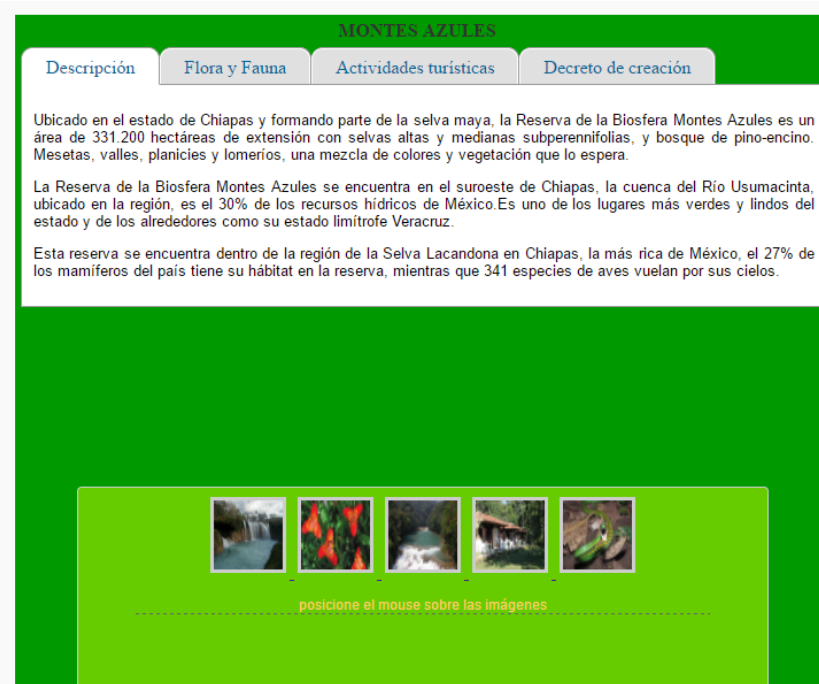 MONTES AZULES
Descripción
Flora y Fauna
Actividades turísticas
Decreto de creación
Ubicado en el estado de Chiapas y formando parte de la selva maya, la Reserva de la Biosfera Montes Azules es un
área de 331.200 hectáreas de extensión con selvas altas y medianas subperennifolias, y bosque de pino-encino.
Mesetas, valles, planicies y lomeríos, una mezcla de colores y vegetación que lo espera.
La Reserva de la Biosfera Montes Azules se encuentra en el suroeste de Chiapas, la cuenca del Río Usumacinta,
ubicado en la región, es el 30% de los recursos hídricos de México.Es uno de los lugares más verdes y lindos del
estado y de los alrededores como su estado limítrofe Veracruz.
Esta reserva se encuentra dentro de la región de la Selva Lacandona en Chiapas, la más rica de México, el 27% de
los mamíferos del país tiene su hábitat en la reserva, mientras que 341 especies de aves vuelan por sus cielos.
posicione el mouse sobre las imágenes